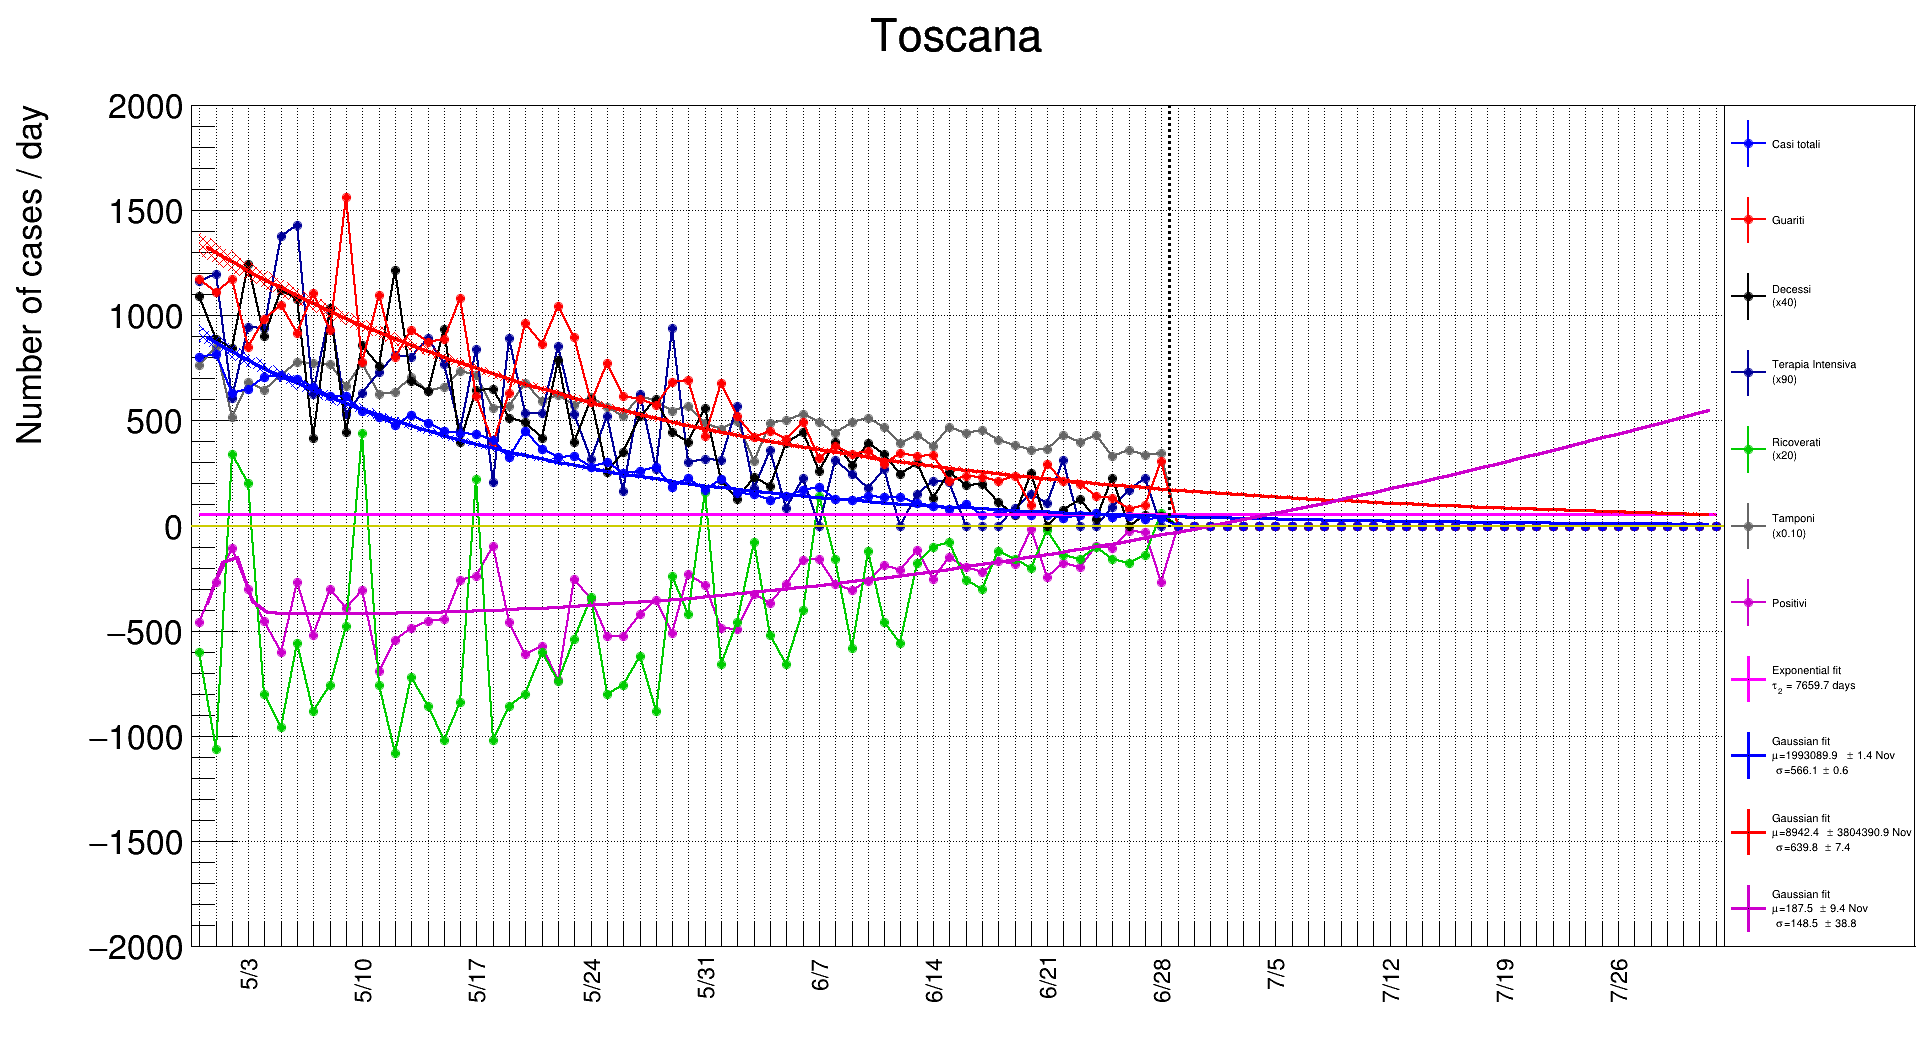 Toscana
Number of cases / day
2000
1500
1000
500
0
−500
−1000
−1500
−2000
5/3
5/10
5/17
5/24
5/31
6/7
6/14
6/21
6/28
7/5
7/12
7/19
7/26
Casi totali
Guariti
Decessi
(x40)
Terapia Intensiva
(x90)
Ricoverati
(x20)
Tamponi
(x0.10)
Positivi
Exponential fit
τ2 = 7659.7 days
Gaussian fit
μ=1993089.9 ± 1.4 Nov
σ=566.1 ± 0.6
Gaussian fit
μ=8942.4 ± 3804390.9 Nov
σ=639.8 ± 7.4
Gaussian fit
μ=187.5 ± 9.4 Nov
σ=148.5 ± 38.8